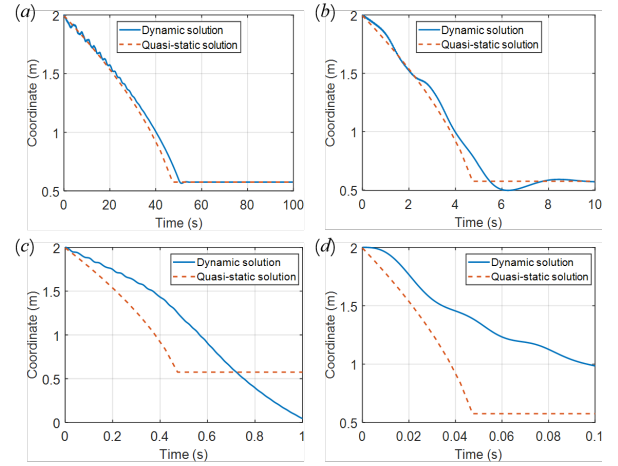 (a)
2
1.5
1
0.5
Coordinate (m)
Dynamic solution
Quasi-static solution
0
20
40
60
80
100
Time (s)
(b)
2
1.5
1
0.5
Coordinate (m)
Dynamic solution
Quasi-static solution
0
2
4
6
8
10
Time (s)
(c)
2
1.5
1
0.5
0
Coordinate (m)
Dynamic solution
Quasi-static solution
0
0.2
0.4
0.6
0.8
1
Time (s)
(d)
2
1.5
1
0.5
Coordinate (m)
Dynamic solution
Quasi-static solution
0
0.02
0.04
0.06
0.08
0.1
Time (s)